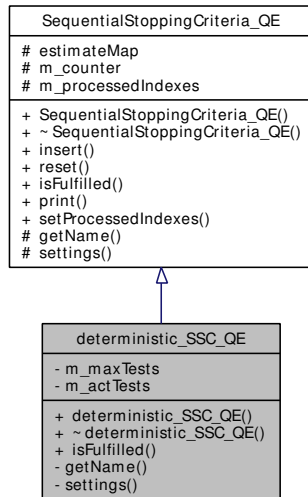 SequentialStoppingCriteria_QE
# estimateMap
# m_counter
# m_processedIndexes
+ SequentialStoppingCriteria_QE()
+ ~ SequentialStoppingCriteria_QE()
+ insert()
+ reset()
+ isFulfilled()
+ print()
+ setProcessedIndexes()
# getName()
# settings()
deterministic_SSC_QE
- m_maxTests
- m_actTests
+ deterministic_SSC_QE()
+ ~ deterministic_SSC_QE()
+ isFulfilled()
- getName()
- settings()